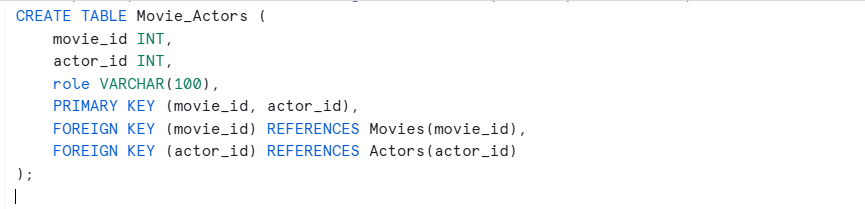 CREATE TABLE Movie_Actors (
    movie_id INT,
    actor_id INT,
    role VARCHAR(100),
    PRIMARY KEY (movie_id, actor_id),
    FOREIGN KEY (movie_id) REFERENCES Movies(movie_id),
    FOREIGN KEY (actor_id) REFERENCES Actors(actor_id)
);